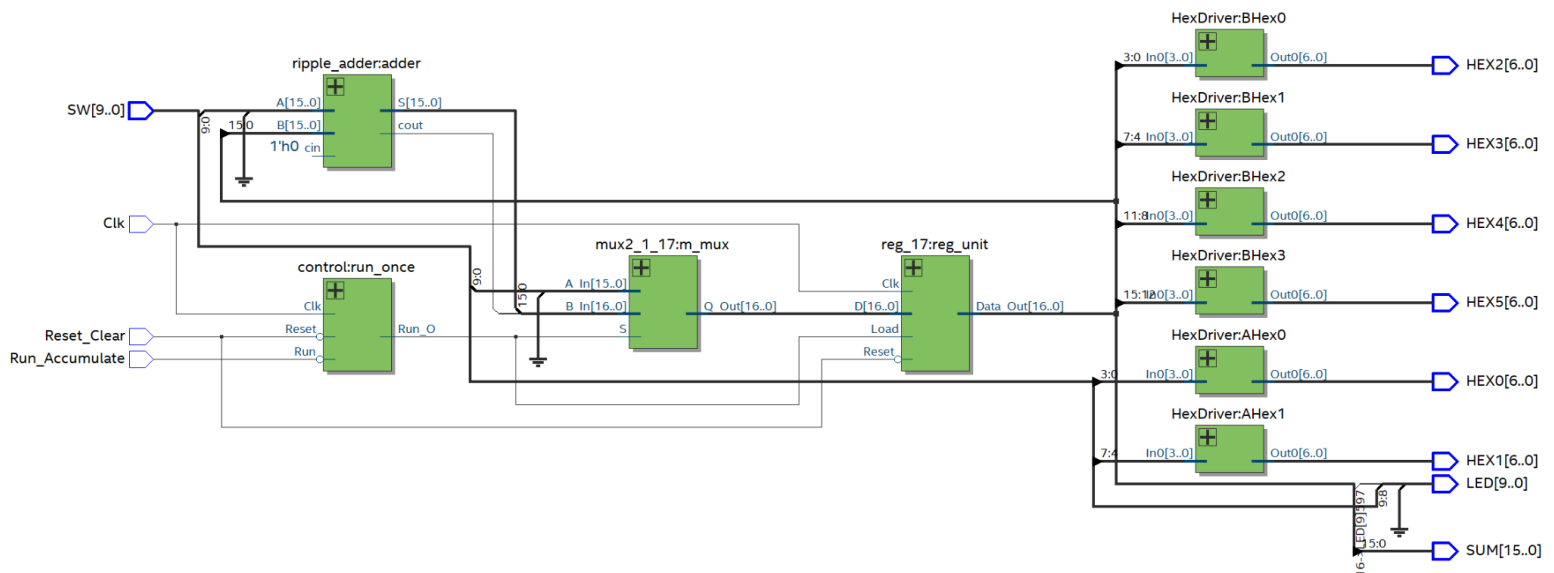 HexDriver:BHex0
3:0 In0[3..0] Out0[6..0] HEX2[6..0]
ripple_adder:adder
SW[9..0] 9:0 A[15..0] S[15..0]
15:0 B[15..0] cout
1'h0 cin
HexDriver:BHex1
7:4 In0[3..0] Out0[6..0] HEX3[6..0]
HexDriver:BHex2
11:8 In0[3..0] Out0[6..0] HEX4[6..0]
Clk
mux2_1_17:m_mux
9:0 A_In[15..0]
15:0 B_In[16..0] Q_Out[16..0]
S
reg_17:reg_unit
Clk
D[16..0] Data_Out[16..0]
Load
Reset
control:run_once
Clk
Reset_Clear Reset Run_O
Run_Accumulate Run
HexDriver:BHex3
15:12 In0[3..0] Out0[6..0] HEX5[6..0]
HexDriver:AHex0
3:0 In0[3..0] Out0[6..0] HEX0[6..0]
HexDriver:AHex1
7:4 In0[3..0] Out0[6..0] HEX1[6..0]
9:8 LED[9..0]
15:0 SUM[15..0]